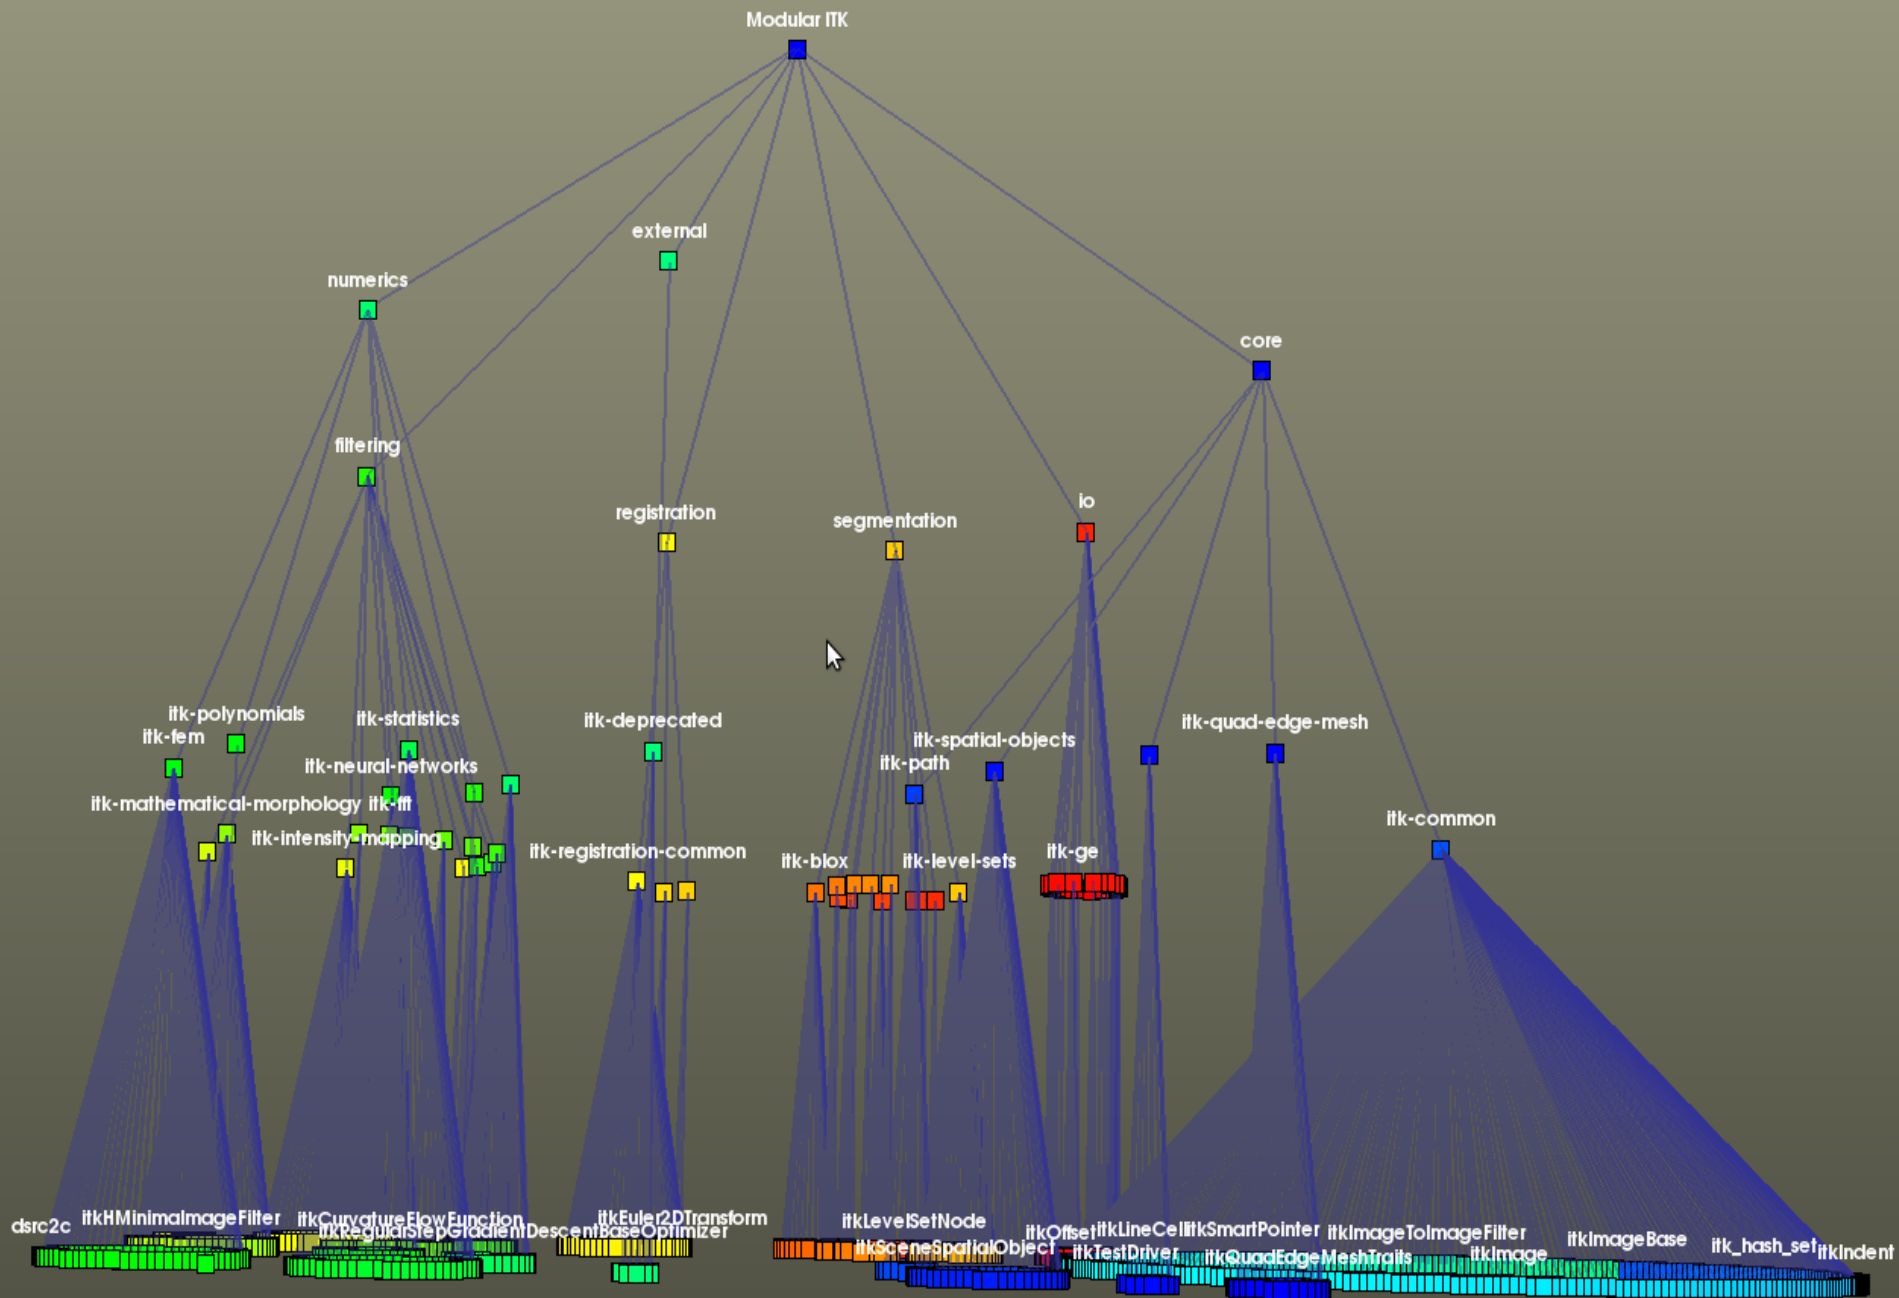 Modular ITK
external
numerics
core
filtering
io
registration
segmentation
itk-polynomials
itk-statistics
itk-deprecated
itk-quad-edge-mesh
itk-fem
itk-spatial-objects
itk-neural-networks
itk-path
itk-mathematical-morphology
itk-fft
itk-common
itk-intensity-mapping
itk-registration-common
itk-blox
itk-level-sets
itk-ge
dsrc2c
itkHMinimaImageFilter
itkCurvatureFlowFunction
itkEuler2DTransform
itkRegularStepGradientDescentBaseOptimizer
itkLevelSetNode
itkOffset
itkLineCell
itkSmartPointer
itkImageToImageFilter
itkImageBase
itk_hash_set
itkIndent
itkSceneSpatialObject
itkTestDriver
itkQuadEdgeMeshTraits
itkImage